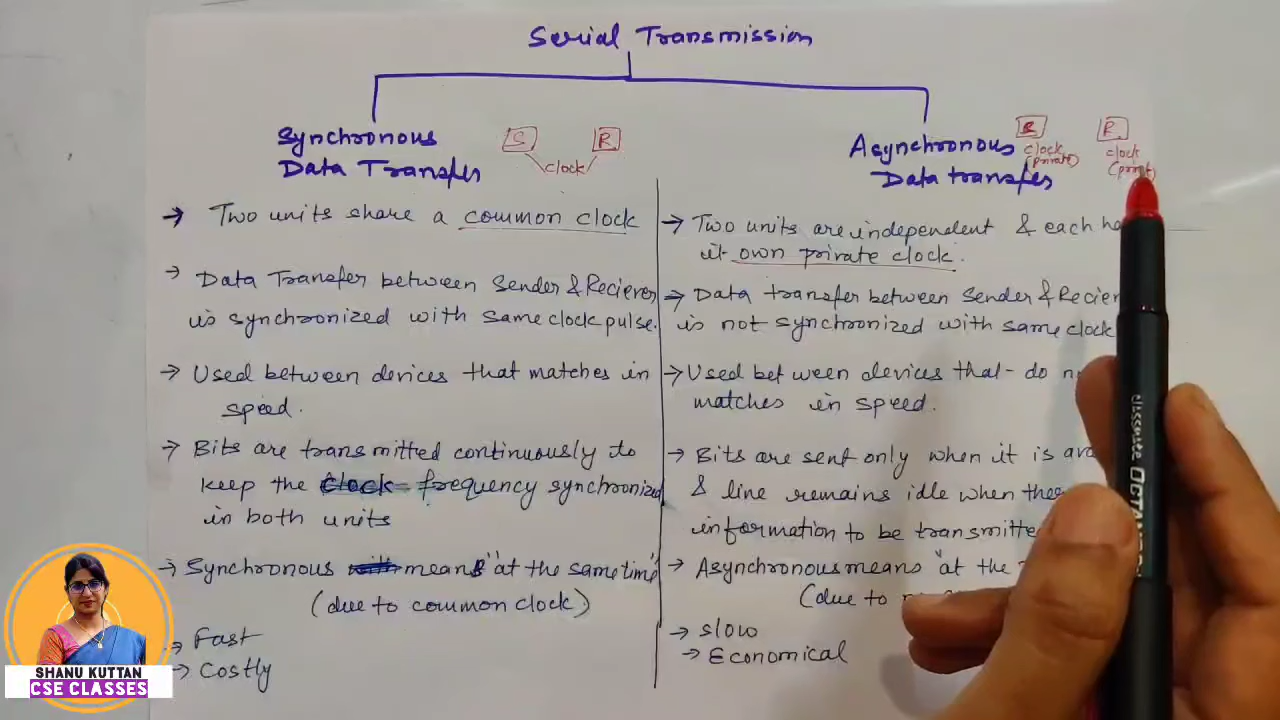 Serial Transmission
Synchronous
Data Transfer
S R
clock
Two units share a common clock
Data Transfer between Sender & Reciever
is synchronized with same clock pulse.
Used between devices that matches in
speed.
Bits are transmitted continuously to
keep the clock frequency synchronized
in both units
Synchronous with means "at the same time"
(due to common clock)
Fast
Costly
Asynchronous
Data transfer
S R
clock clock
(private)
Two units are independent & each
it own private clock.
Data transfer between Sender &
is not synchronized with same clock
Used between devices that do
matches in speed.
Bits are sent only when it is
& line remains idle when
information to be transmitted
Asynchronous means "at the
(due to
slow
Economical
OCTANE
SHANU KUTTAN
CSE CLASSES